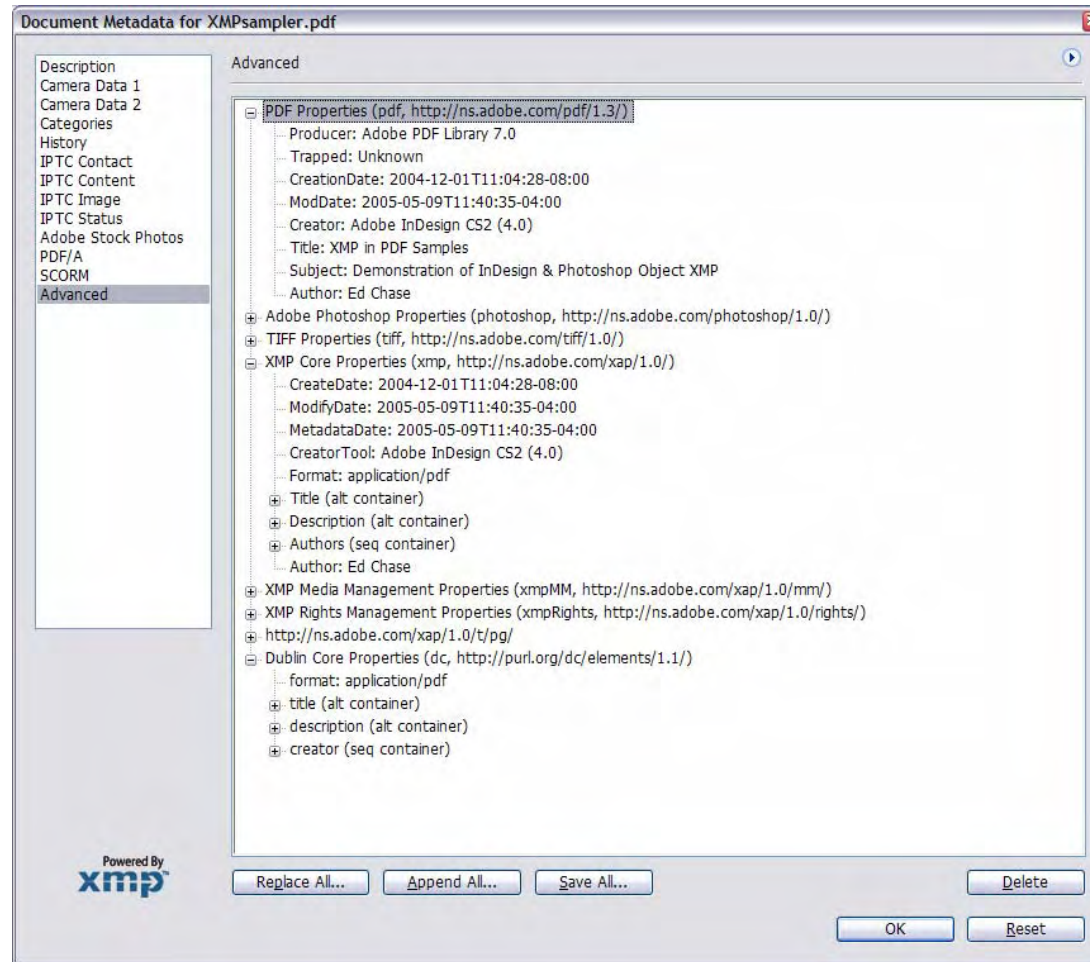 Document Metadata for XMPsampler.pdf
Description
Camera Data 1
Camera Data 2
Categories
History
IPTC Contact
IPTC Content
IPTC Image
IPTC Status
Adobe Stock Photos
PDF/A
SCORM
Advanced
Advanced
PDF Properties (pdf, http://ns.adobe.com/pdf/1.3/)
Producer: Adobe PDF Library 7.0
Trapped: Unknown
CreationDate: 2004-12-01T11:04:28-08:00
ModDate: 2005-05-09T11:40:35-04:00
Creator: Adobe InDesign CS2 (4.0)
Title: XMP in PDF Samples
Subject: Demonstration of InDesign & Photoshop Object XMP
Author: Ed Chase
Adobe Photoshop Properties (photoshop, http://ns.adobe.com/photoshop/1.0/)
TIFF Properties (tiff, http://ns.adobe.com/tiff/1.0/)
XMP Core Properties (xmp, http://ns.adobe.com/xap/1.0/)
CreateDate: 2004-12-01T11:04:28-08:00
ModifyDate: 2005-05-09T11:40:35-04:00
MetadataDate: 2005-05-09T11:40:35-04:00
CreatorTool: Adobe InDesign CS2 (4.0)
Format: application/pdf
Title (alt container)
Description (alt container)
Authors (seq container)
Author: Ed Chase
XMP Media Management Properties (xmpMM, http://ns.adobe.com/xap/1.0/mm/)
XMP Rights Management Properties (xmpRights, http://ns.adobe.com/xap/1.0/rights/)
http://ns.adobe.com/xap/1.0/t/pg/
Dublin Core Properties (dc, http://purl.org/dc/elements/1.1/)
format: application/pdf
title (alt container)
description (alt container)
creator (seq container)
Powered By
xmp™
Replace All...
Append All...
Save All...
Delete
OK
Reset